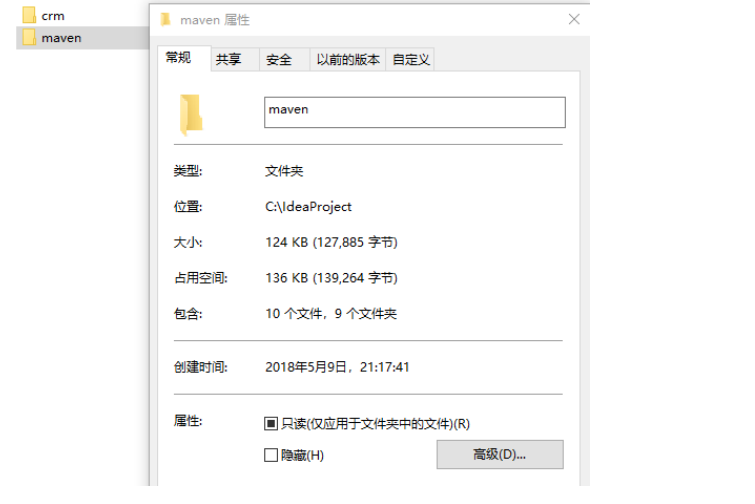 crm
maven
maven 属性
常规 共享 安全 以前的版本 自定义
maven
类型: 文件夹
位置: C:\IdeaProject
大小: 124 KB (127,885 字节)
占用空间: 136 KB (139,264 字节)
包含: 10 个文件，9 个文件夹
创建时间: 2018年5月9日，21:17:41
属性: 只读(仅应用于文件夹中的文件)(R)
隐藏(H) 高级(D)...